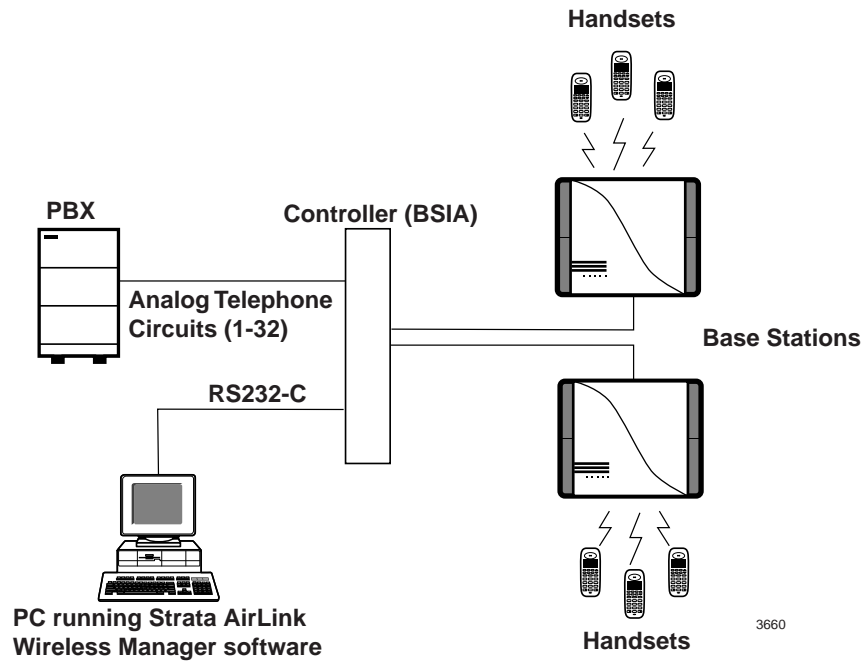 Handsets
PBX
Controller (BSIA)
Analog Telephone
Circuits (1-32)
Base Stations
RS232-C
PC running Strata AirLink
Wireless Manager software
Handsets
3660